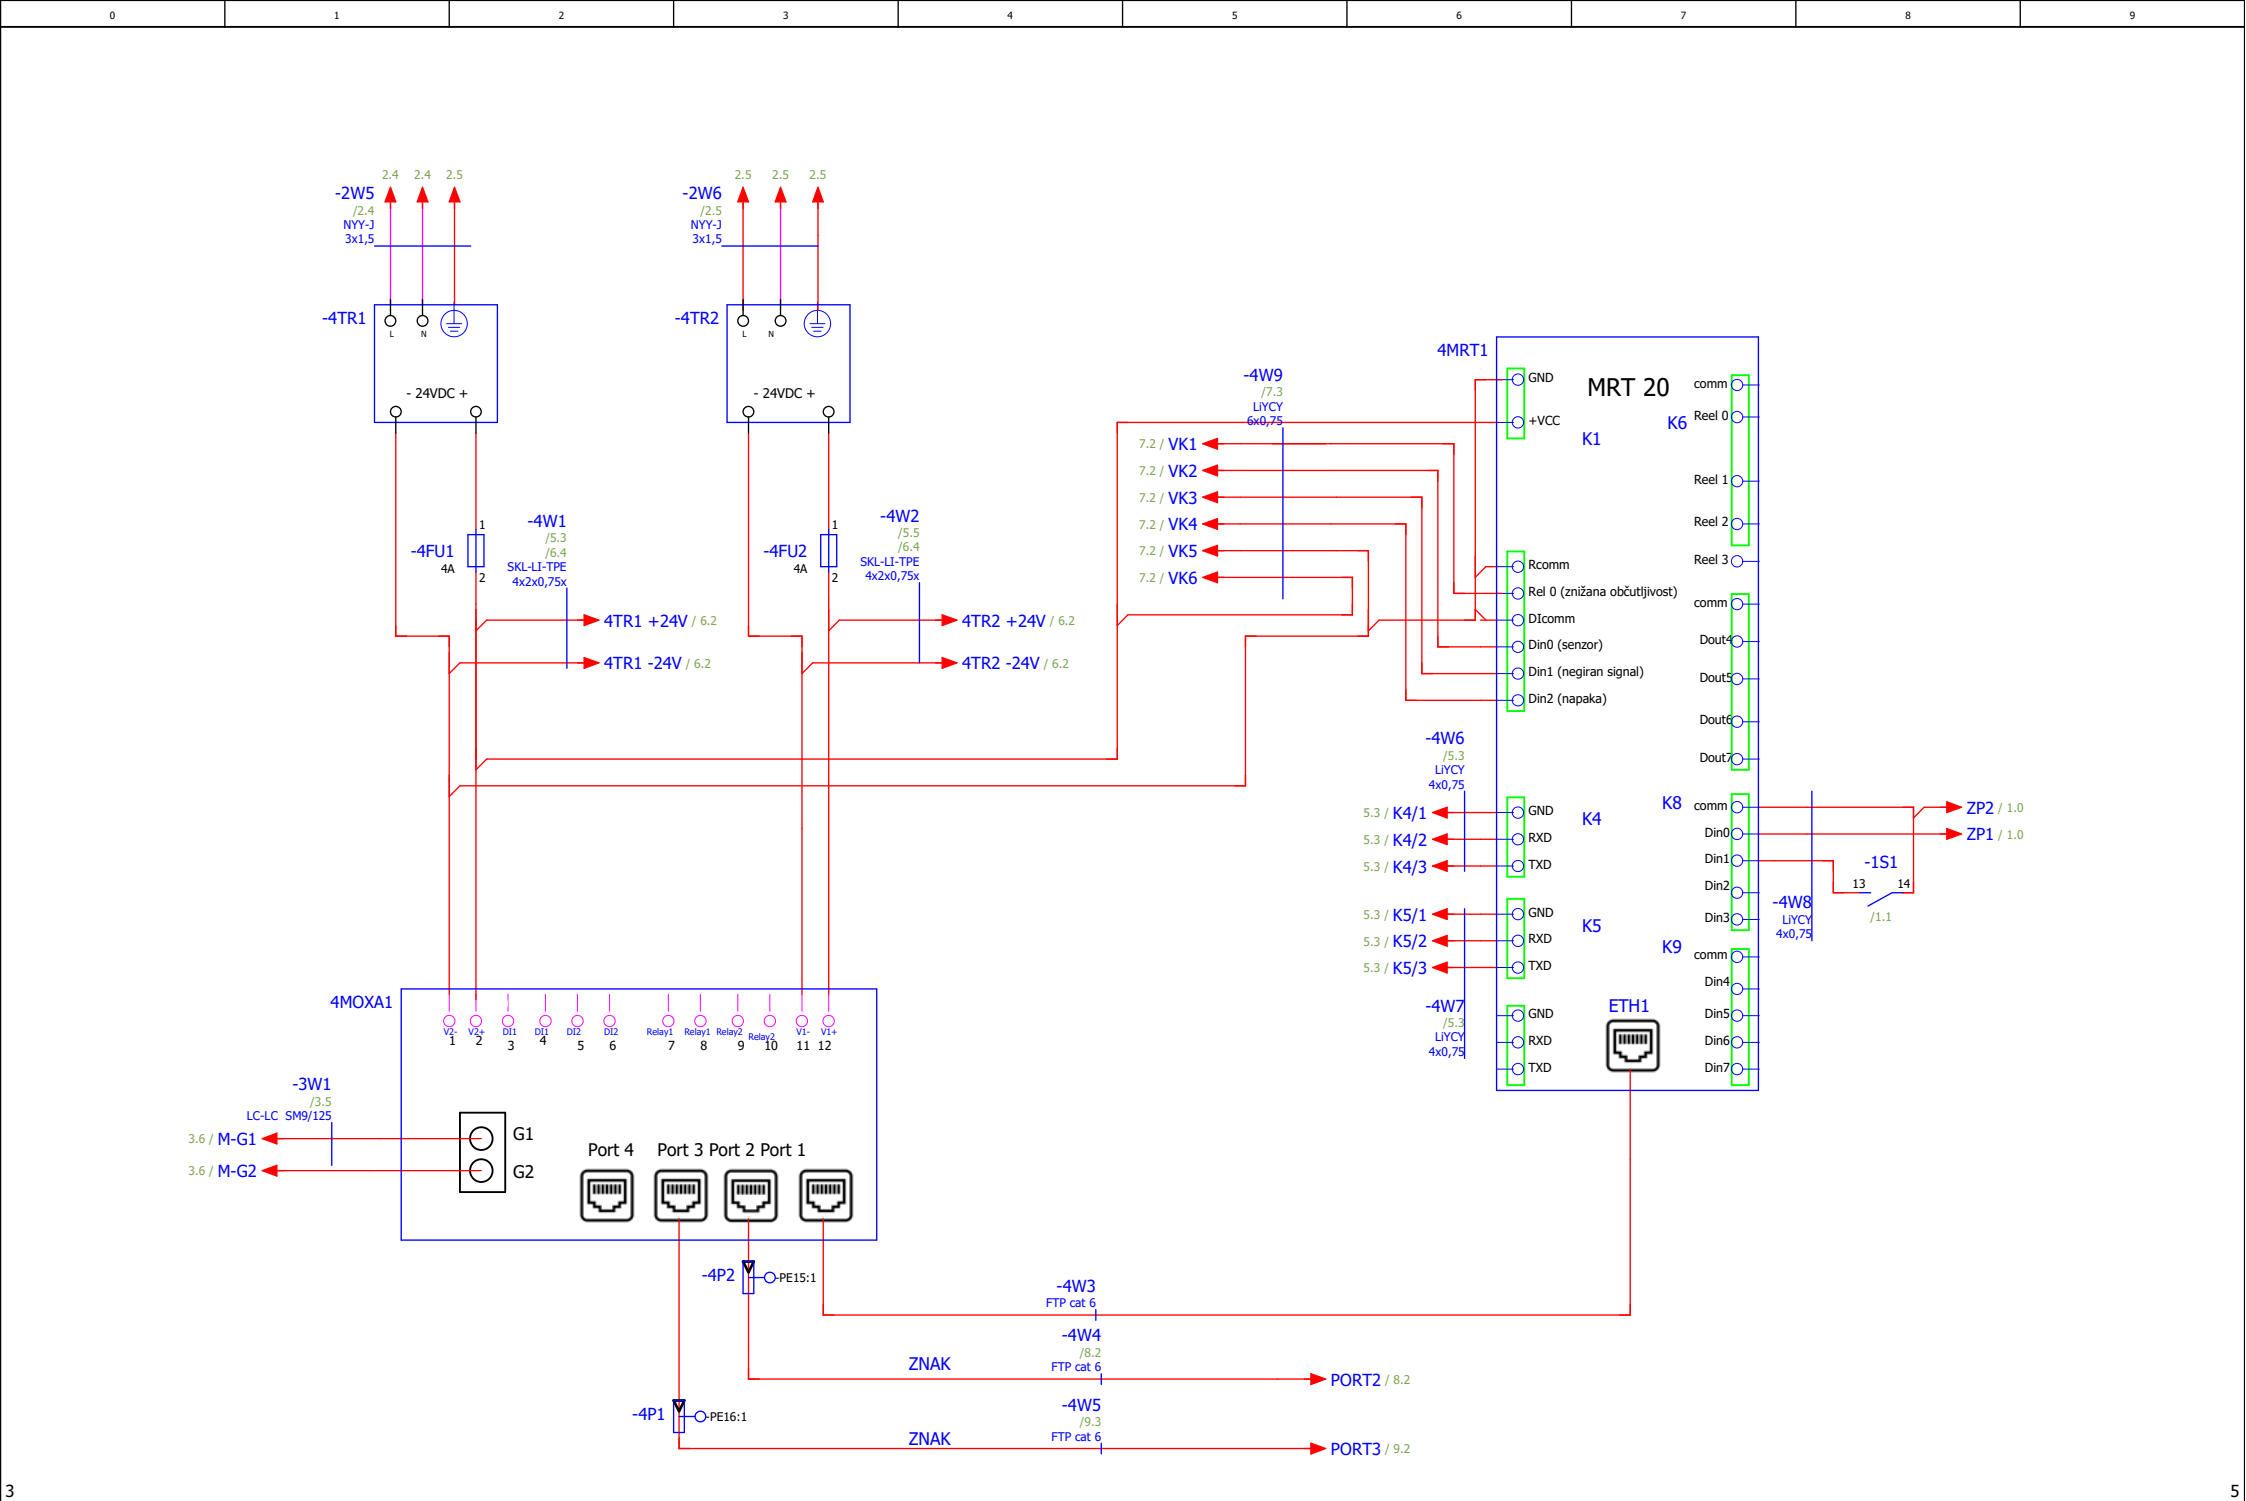 0 1 2 3 4 5 6 7 8 9
2.4 2.4 2.5
-2W5
/2.4
NYY-J
3x1,5
2.5 2.5 2.5
-2W6
/2.5
NYY-J
3x1,5
-4TR1
L N
- 24VDC +
-4TR2
L N
- 24VDC +
-4FU1
4A
1
2
-4W1
/5.3
/6.4
SKL-LI-TPE
4x2x0,75x
4TR1 +24V / 6.2
4TR1 -24V / 6.2
-4FU2
4A
1
2
-4W2
/5.5
/6.4
SKL-LI-TPE
4x2x0,75x
4TR2 +24V / 6.2
4TR2 -24V / 6.2
-4W9
/7.3
LiYCY
6x0,75
7.2 / VK1
7.2 / VK2
7.2 / VK3
7.2 / VK4
7.2 / VK5
7.2 / VK6
4MRT1
MRT 20
GND
+VCC
K1
Rcomm
Rel 0 (znižana občutljivost)
DIcomm
Din0 (senzor)
Din1 (negiran signal)
Din2 (napaka)
K6
comm
Reel 0
Reel 1
Reel 2
Reel 3
comm
Dout4
Dout5
Dout6
Dout7
-4W6
/5.3
LiYCY
4x0,75
5.3 / K4/1
5.3 / K4/2
5.3 / K4/3
GND
RXD
TXD
K4
5.3 / K5/1
5.3 / K5/2
5.3 / K5/3
GND
RXD
TXD
K5
-4W7
/5.3
LiYCY
4x0,75
GND
RXD
TXD
ETH1
K8
comm
Din0
Din1
Din2
Din3
K9
comm
Din4
Din5
Din6
Din7
-4W8
LiYCY
4x0,75
ZP2 / 1.0
ZP1 / 1.0
-1S1
13 14
/1.1
4MOXA1
V2- V2+ DI1 DI1 DI2 DI2 Relay1 Relay1 Relay2 Relay2 V1- V1+
1 2 3 4 5 6 7 8 9 10 11 12
-3W1
/3.5
LC-LC SM9/125
3.6 / M-G1
3.6 / M-G2
G1
G2
Port 4 Port 3 Port 2 Port 1
-4P2
-PE15:1
-4W3
FTP cat 6
-4W4
/8.2
FTP cat 6
ZNAK
PORT2 / 8.2
-4P1
-PE16:1
-4W5
/9.3
FTP cat 6
ZNAK
PORT3 / 9.2
3
5